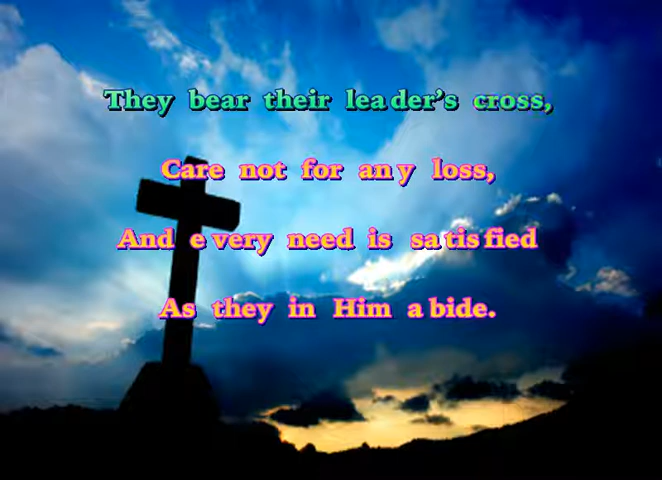 They bear their leader's cross,
Care not for any loss,
And every need is satisfied
As they in Him abide.